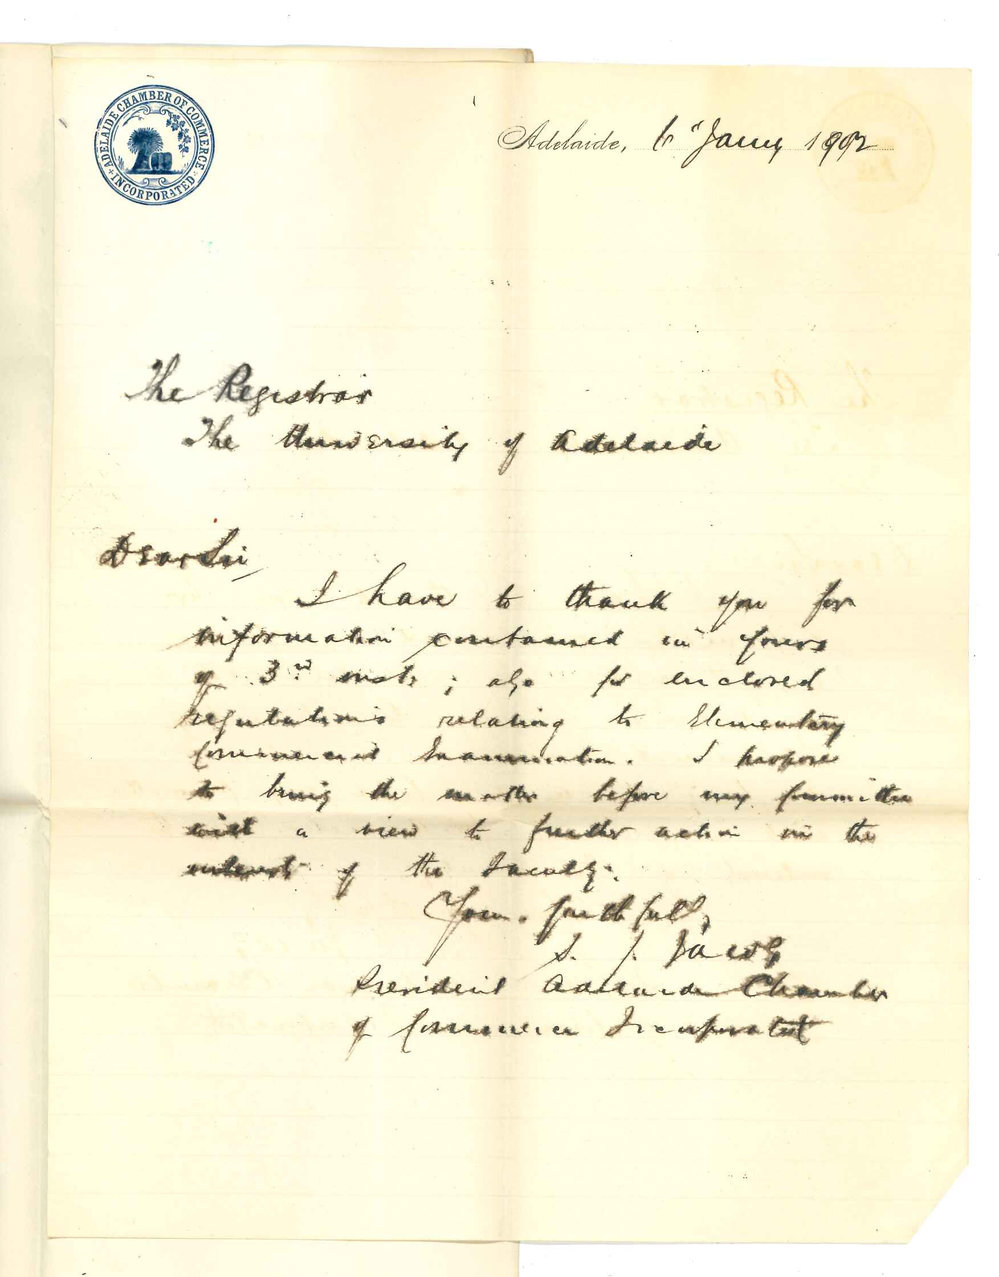 ADELAIDE CHAMBER OF COMMERCE
INCORPORATED
Adelaide, 6" Jany 1902
The Registrar
The University of Adelaide
Dear Sir
I have to thank you for
information contained in yours
of 3rd inst; also for enclosed
regulations relating to Elementary
Commercial Examination. I propose
to bring the matter before my Committee
with a view to further action in the
interests of the Faculty.
Yours faithfully,
S. J. Jacobs
President Adelaide Chamber
of Commerce Incorporated